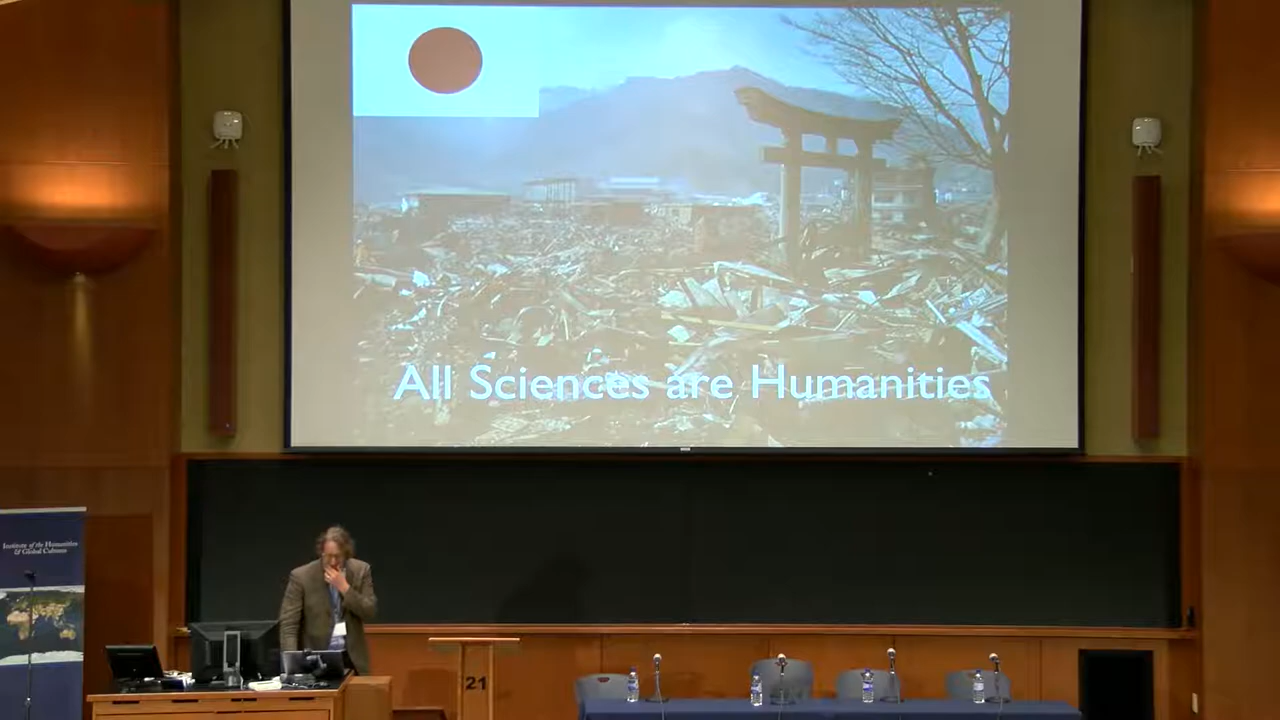 All Sciences are Humanities
Institute of the Humanities
& Global Cultures
21